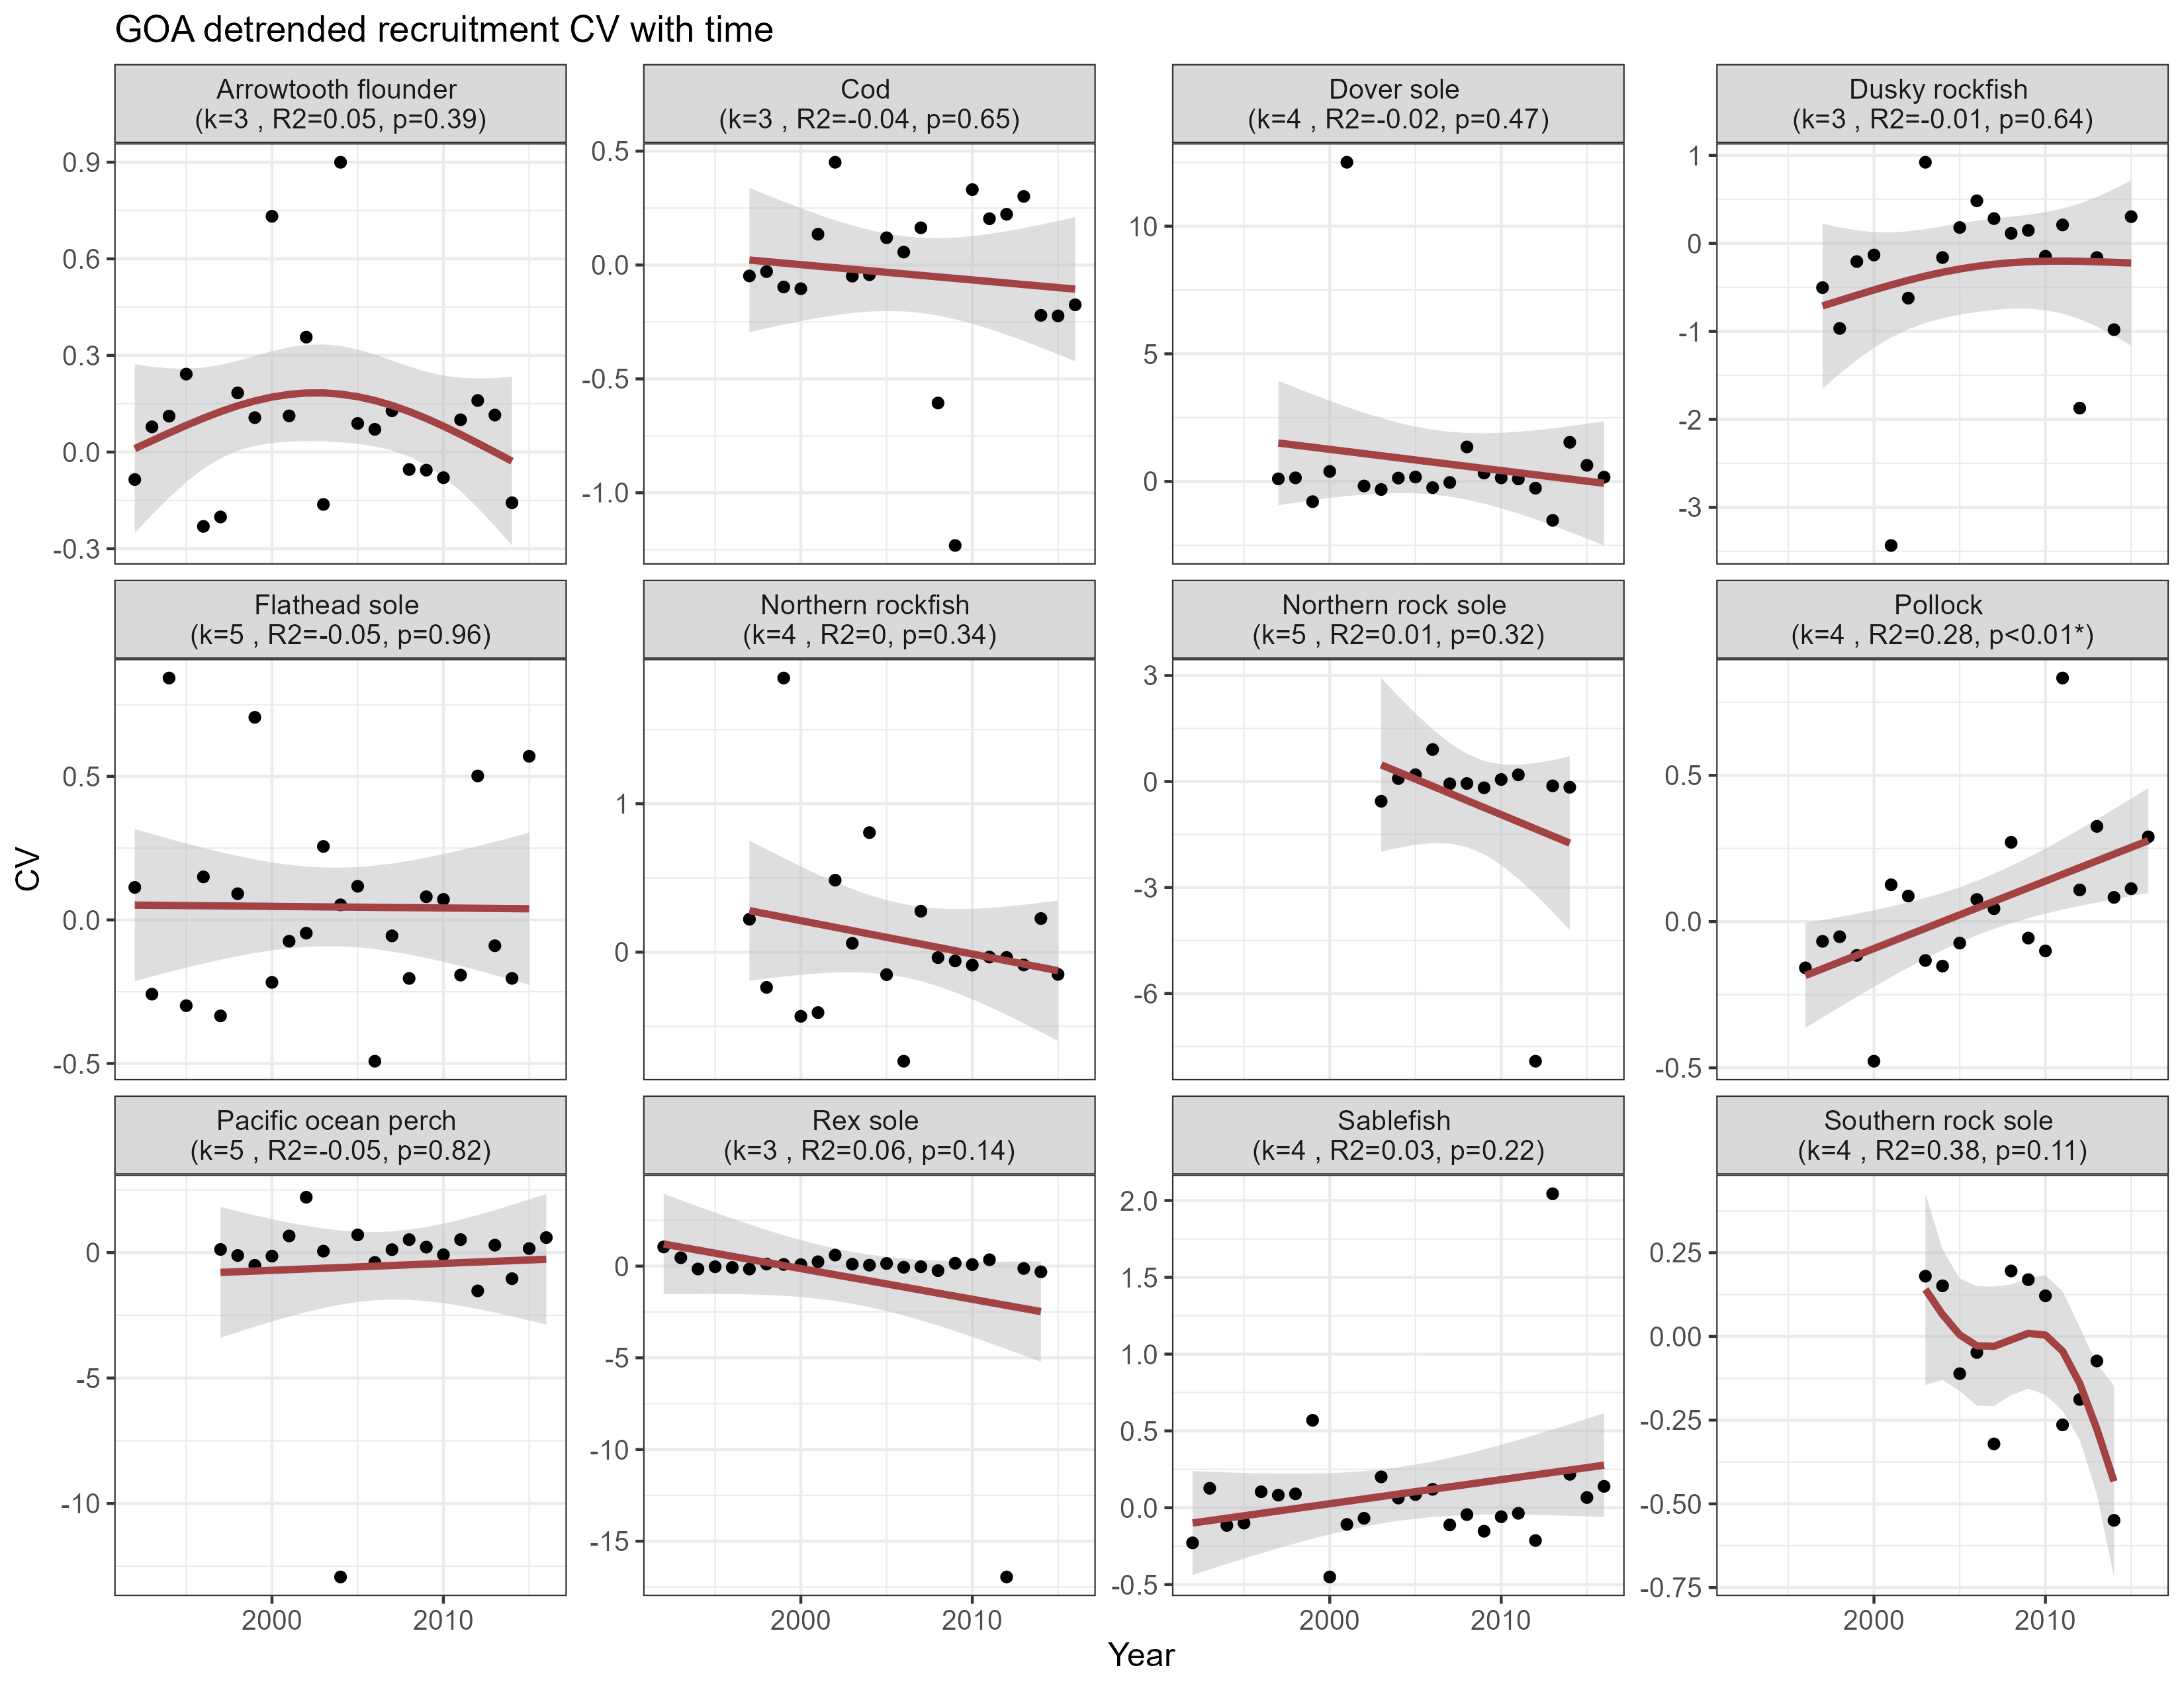 GOA detrended recruitment CV with time
Arrowtooth flounder
(k=3 , R2=0.05, p=0.39)
Cod
(k=3 , R2=-0.04, p=0.65)
Dover sole
(k=4 , R2=-0.02, p=0.47)
Dusky rockfish
(k=3 , R2=-0.01, p=0.64)
0.9
0.6
0.3
0.0
-0.3
0.5
0.0
-0.5
-1.0
10
5
0
1
0
-1
-2
-3
Flathead sole
(k=5 , R2=-0.05, p=0.96)
Northern rockfish
(k=4 , R2=0, p=0.34)
Northern rock sole
(k=5 , R2=0.01, p=0.32)
Pollock
(k=4 , R2=0.28, p<0.01*)
0.5
0.0
-0.5
1
0
3
0
-3
-6
0.5
0.0
-0.5
CV
Pacific ocean perch
(k=5 , R2=-0.05, p=0.82)
Rex sole
(k=3 , R2=0.06, p=0.14)
Sablefish
(k=4 , R2=0.03, p=0.22)
Southern rock sole
(k=4 , R2=0.38, p=0.11)
0
-5
-10
0
-5
-10
-15
2.0
1.5
1.0
0.5
0.0
-0.5
0.25
0.00
-0.25
-0.50
-0.75
2000 2010
2000 2010
2000 2010
2000 2010
Year